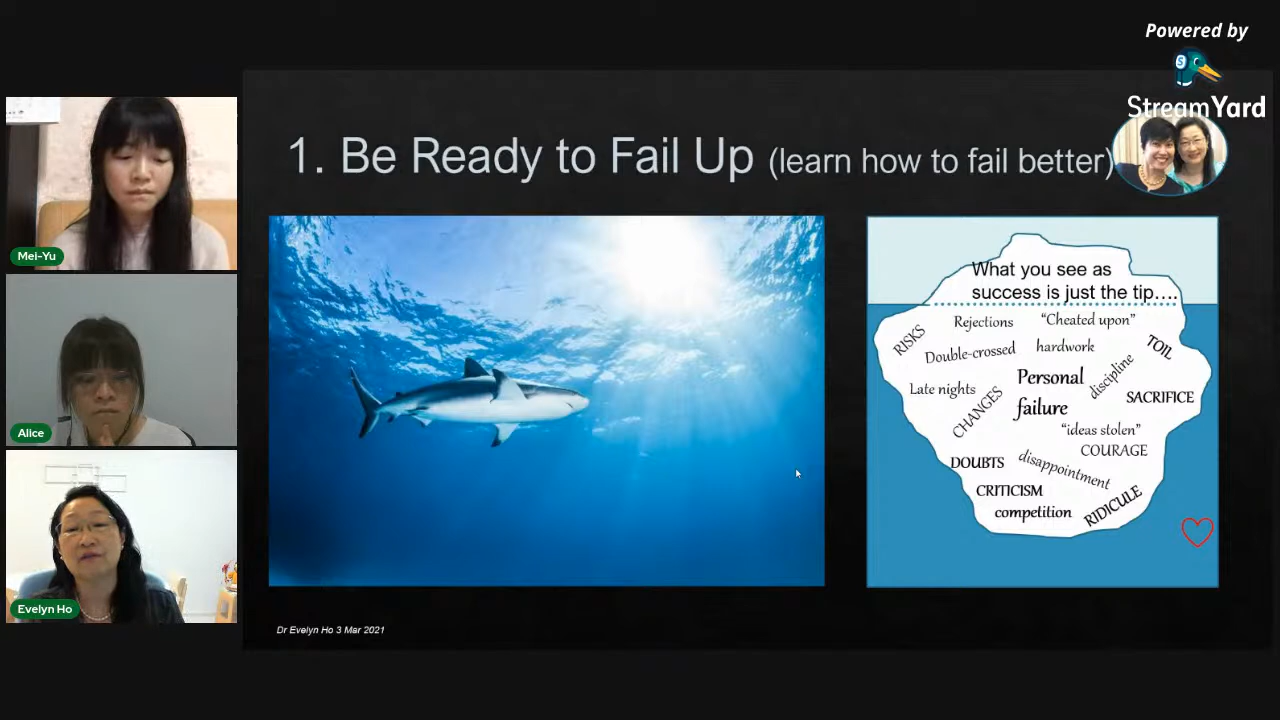 Powered by
StreamYard
Mei-Yu
Alice
Evelyn Ho
1. Be Ready to Fail Up (learn how to fail better)
What you see as
success is just the tip….
RISKS
Rejections
“Cheated upon”
Double-crossed
hardwork
TOIL
Late nights
CHANGES
Personal
failure
discipline
SACRIFICE
“ideas stolen”
COURAGE
DOUBTS
disappointment
CRITICISM
competition
RIDICULE
Dr Evelyn Ho 3 Mar 2021